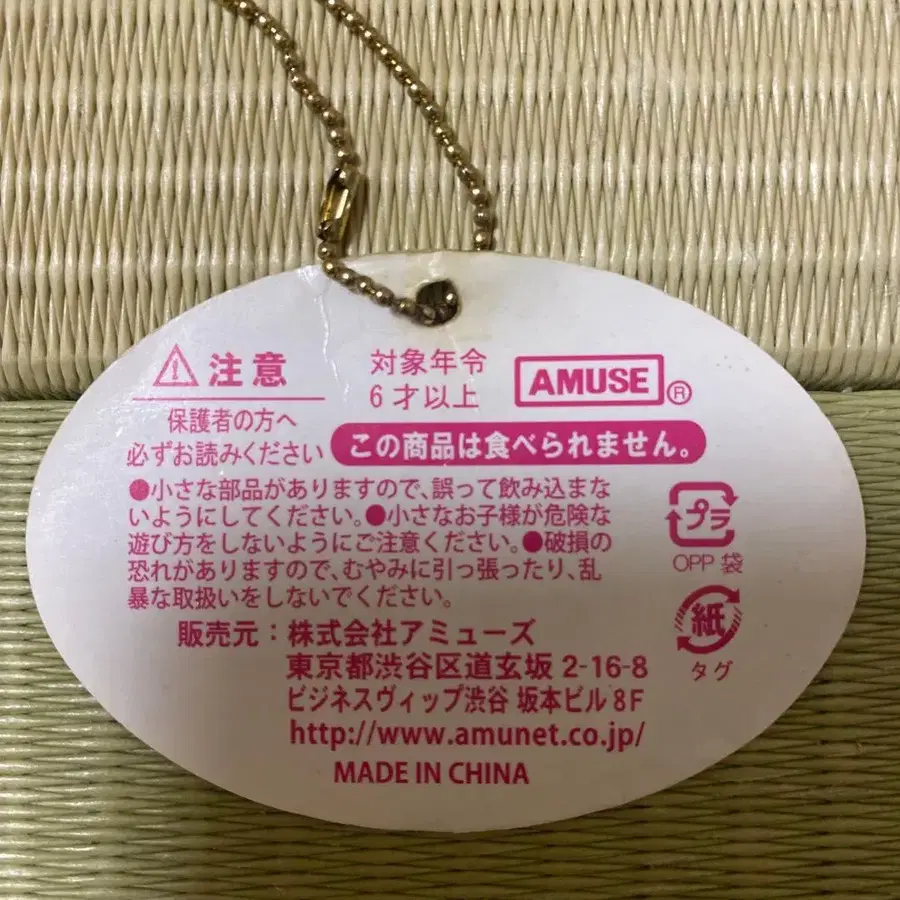 注意
対象年令
6才以上
AMUSE®
保護者の方へ
必ずお読みください
この商品は食べられません。
●小さな部品がありますので、誤って飲み込まな
いようにしてください。●小さなお子様が危険な
遊び方をしないようにご注意ください。●破損の
恐れがありますので、むやみに引っ張ったり、乱
暴な取扱いをしないでください。
プラ
OPP 袋
紙
タグ
販売元：株式会社アミューズ
東京都渋谷区道玄坂 2-16-8
ビジネスヴィップ渋谷 坂本ビル 8F
http://www.amunet.co.jp/
MADE IN CHINA